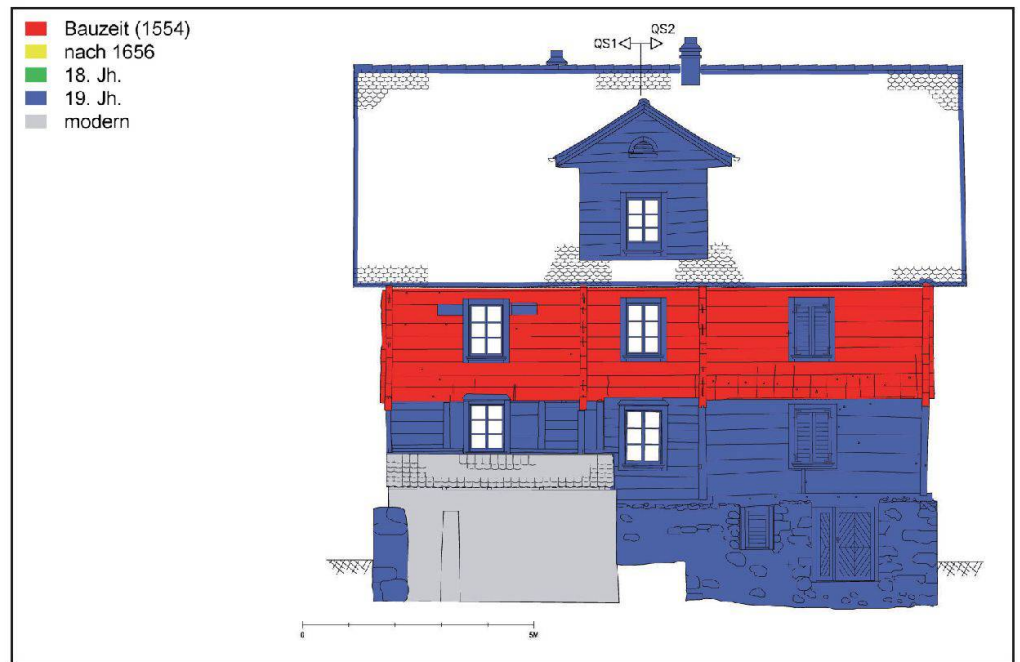 Bauzeit (1554)
nach 1656
18. Jh.
19. Jh.
modern
QS1 QS2
0 5M